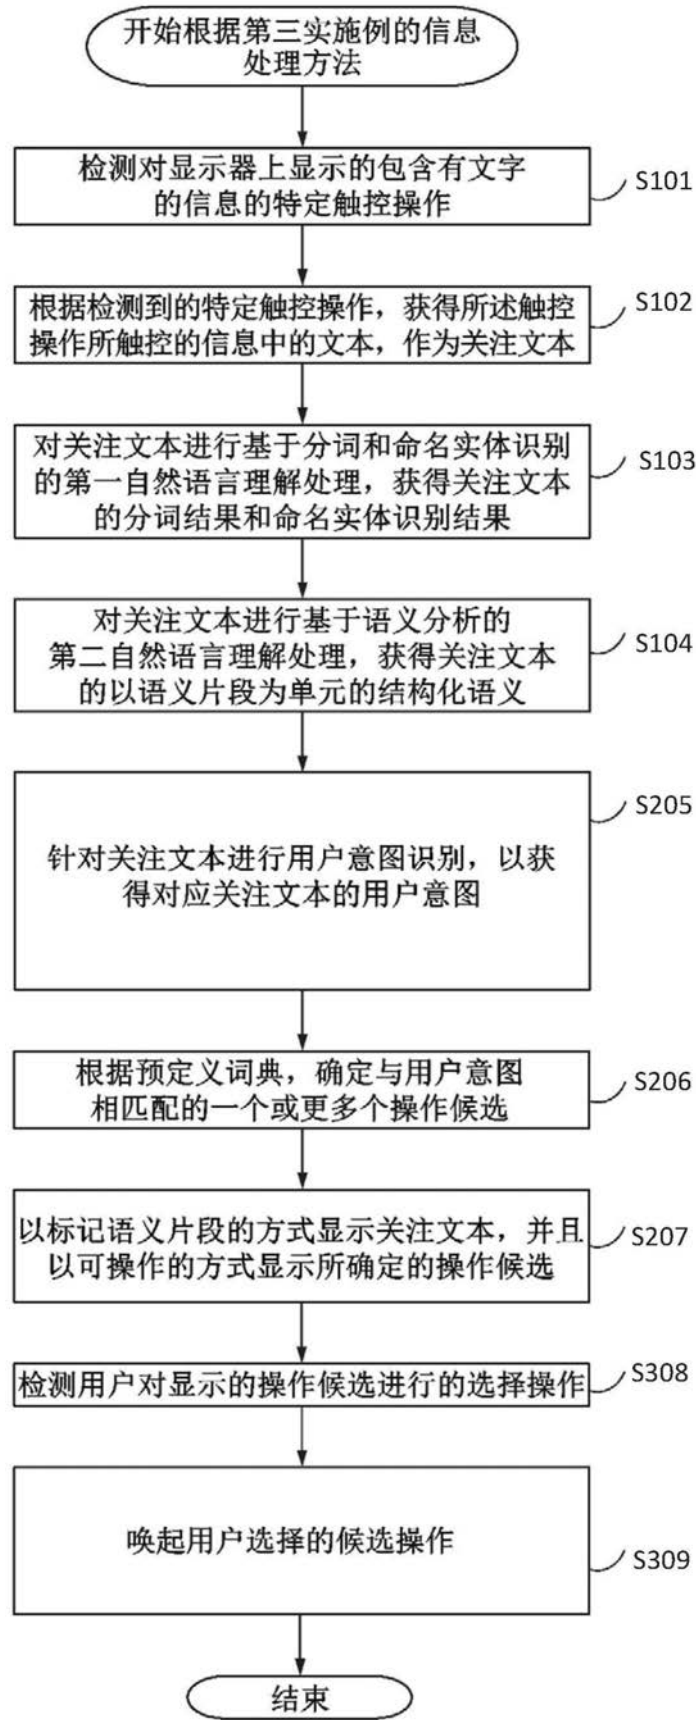 开始根据第三实施例的信息
处理方法
检测对显示器上显示的包含有文字
的信息的特定触控操作
S101
根据检测到的特定触控操作，获得所述触控
操作所触控的信息中的文本，作为关注文本
S102
对关注文本进行基于分词和命名实体识别
的第一自然语言理解处理，获得关注文本
的分词结果和命名实体识别结果
S103
对关注文本进行基于语义分析的
第二自然语言理解处理，获得关注文本
的以语义片段为单元的结构化语义
S104
针对关注文本进行用户意图识别，以获
得对应关注文本的用户意图
S205
根据预定义词典，确定与用户意图
相匹配的一个或更多个操作候选
S206
以标记语义片段的方式显示关注文本，并且
以可操作的方式显示所确定的操作候选
S207
检测用户对显示的操作候选进行的选择操作
S308
唤起用户选择的候选操作
S309
结束